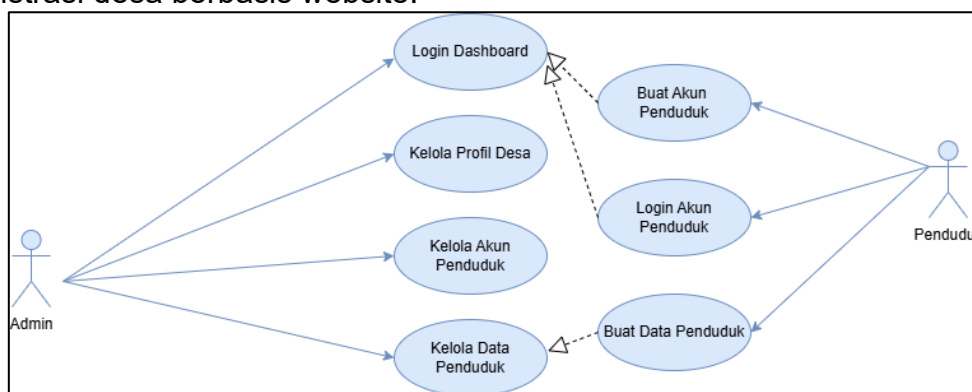 Login Dashboard
Buat Akun
Penduduk
Kelola Profil Desa
Login Akun
Penduduk
Pendudu
Kelola Akun
Penduduk
Admin
Buat Data Penduduk
Kelola Data
Penduduk